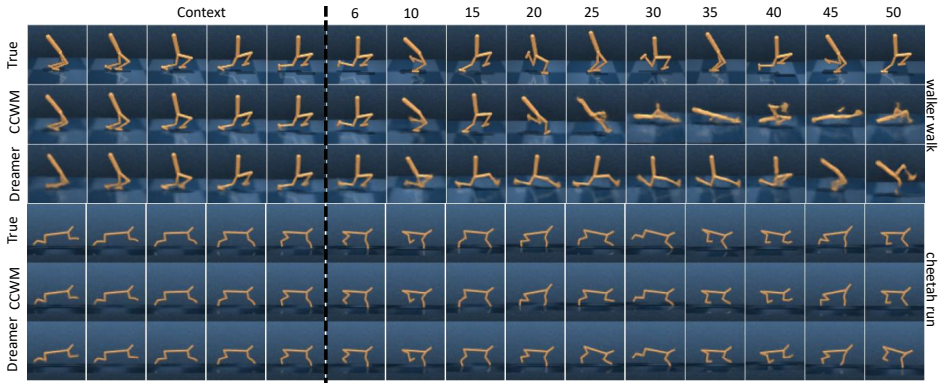 Context 6 10 15 20 25 30 35 40 45 50
True
CCWM
Dreamer
walker walk
True
CCWM
Dreamer
cheetah run